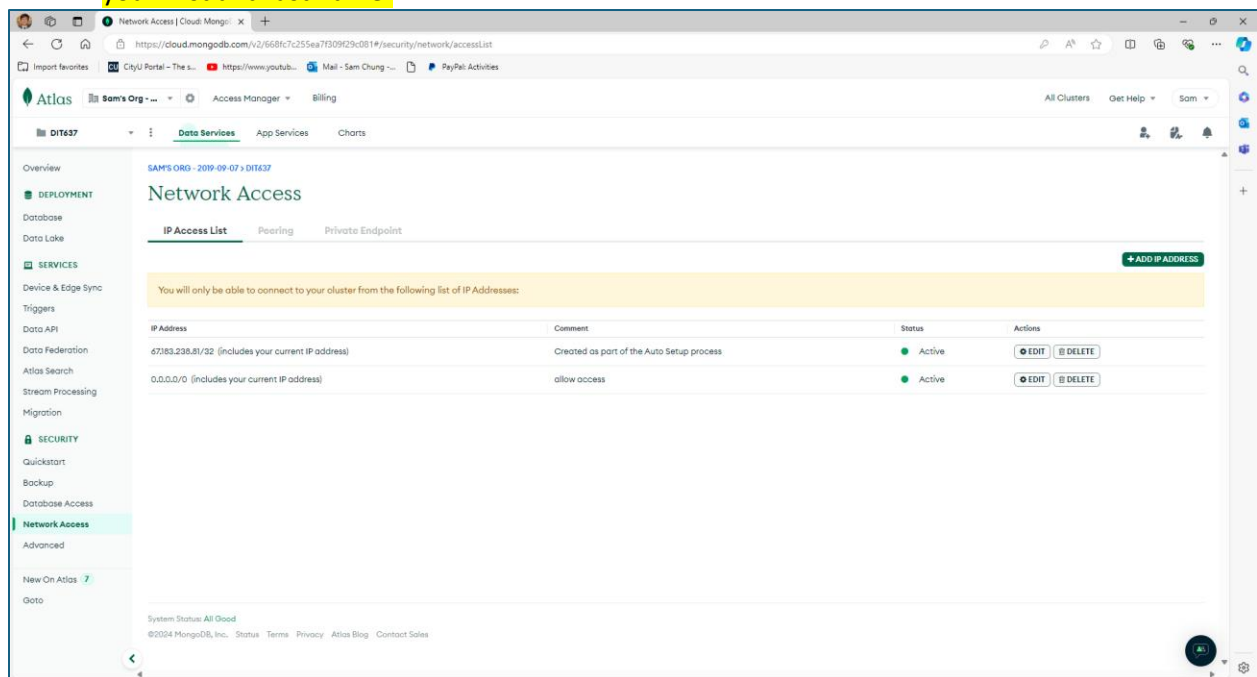 Network Access | Cloud: Mongo
https://cloud.mongodb.com/v2/668fc7c255ea7f309f29c081#/security/network/accessList
Import favorites CU CityU Portal – The s... https://www.youtub... Mail - Sam Chung -... PayPal: Activities
Atlas Sam's Org - ... Access Manager Billing All Clusters Get Help Sam
DIT637 Data Services App Services Charts
Overview
DEPLOYMENT
Database
Data Lake
SERVICES
Device & Edge Sync
Triggers
Data API
Data Federation
Atlas Search
Stream Processing
Migration
SECURITY
Quickstart
Backup
Database Access
Network Access
Advanced
New On Atlas 7
Goto
SAM'S ORG - 2019-09-07 > DIT637
Network Access
IP Access List Peering Private Endpoint
+ ADD IP ADDRESS
You will only be able to connect to your cluster from the following list of IP Addresses:
IP Address Comment Status Actions
67.183.238.81/32 (includes your current IP address) Created as part of the Auto Setup process Active EDIT DELETE
0.0.0.0/0 (includes your current IP address) allow access Active EDIT DELETE
System Status: All Good
©2024 MongoDB, Inc. Status Terms Privacy Atlas Blog Contact Sales